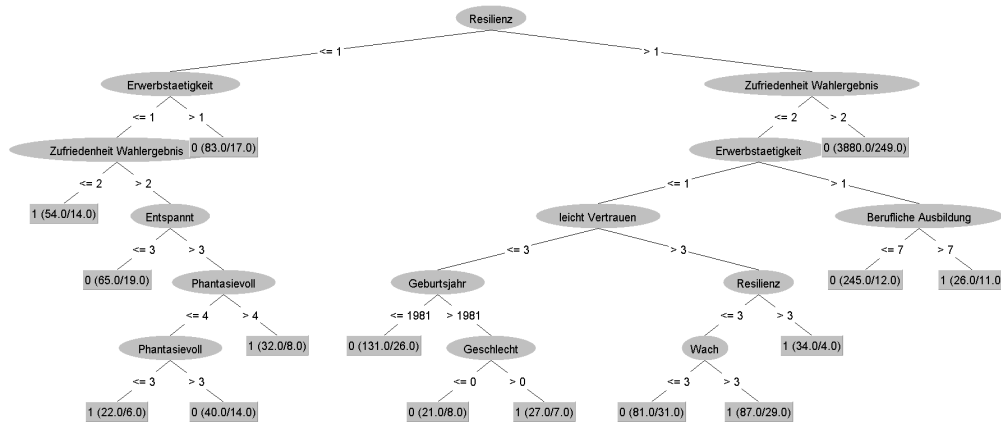 Resilienz
<= 1 > 1
Erwerbstaetigkeit Zufriedenheit Wahlergebnis
<= 1 > 1 <= 2 > 2
Zufriedenheit Wahlergebnis 0 (83.0/17.0) Erwerbstaetigkeit 0 (3880.0/249.0)
<= 2 > 2 <= 1 > 1
1 (54.0/14.0) Entspannt leicht Vertrauen Berufliche Ausbildung
<= 3 > 3 <= 3 > 3 <= 7 > 7
0 (65.0/19.0) Phantasievoll Geburtsjahr Resilienz 0 (245.0/12.0) 1 (26.0/11.0
<= 4 > 4 <= 1981 > 1981 <= 3 > 3
Phantasievoll 1 (32.0/8.0) 0 (131.0/26.0) Geschlecht Wach 1 (34.0/4.0)
<= 3 > 3 <= 0 > 0 <= 3 > 3
1 (22.0/6.0) 0 (40.0/14.0) 0 (21.0/8.0) 1 (27.0/7.0) 0 (81.0/31.0) 1 (87.0/29.0)